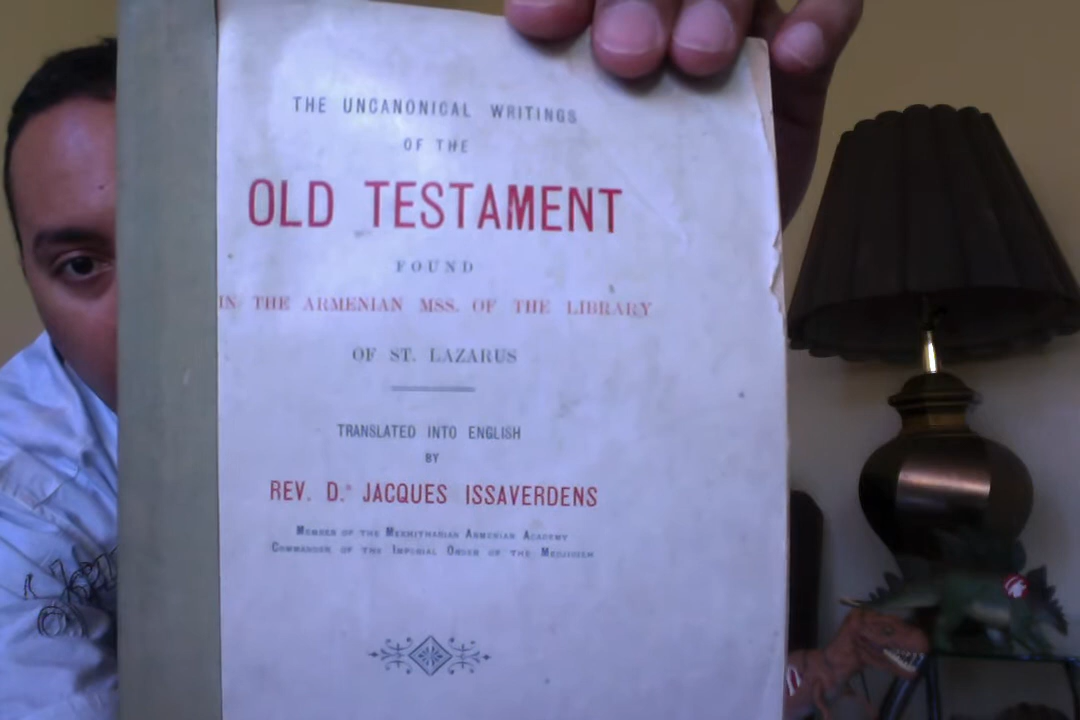 THE UNCANONICAL WRITINGS
OF THE
OLD TESTAMENT
FOUND
IN THE ARMENIAN MSS. OF THE LIBRARY
OF ST. LAZARUS
TRANSLATED INTO ENGLISH
BY
REV. D.r JACQUES ISSAVERDENS
MEMBER OF THE MEKHITHARIAN ARMENIAN ACADEMY
COMMANDER OF THE IMPERIAL ORDER OF THE MEDJIDIEH